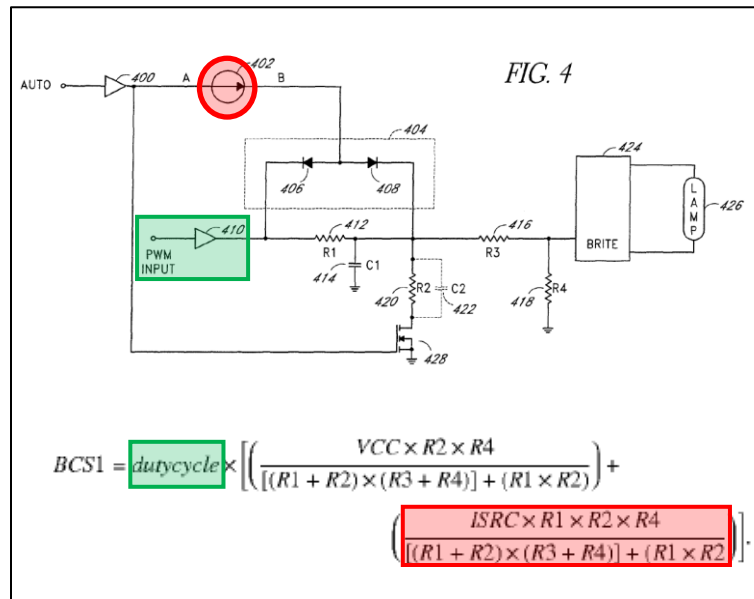 FIG. 4
AUTO
400
A
402
B
404
406
408
424
LAMP
426
BRITE
410
PWM
INPUT
412
R1
414
C1
416
R3
420
R2
C2
422
418
R4
428
BCS1 = dutycycle × [( VCC × R2 × R4 / [(R1 + R2) × (R3 + R4)] + (R1 × R2) ) +
( ISRC × R1 × R2 × R4 / [(R1 + R2) × (R3 + R4)] + (R1 × R2 )].